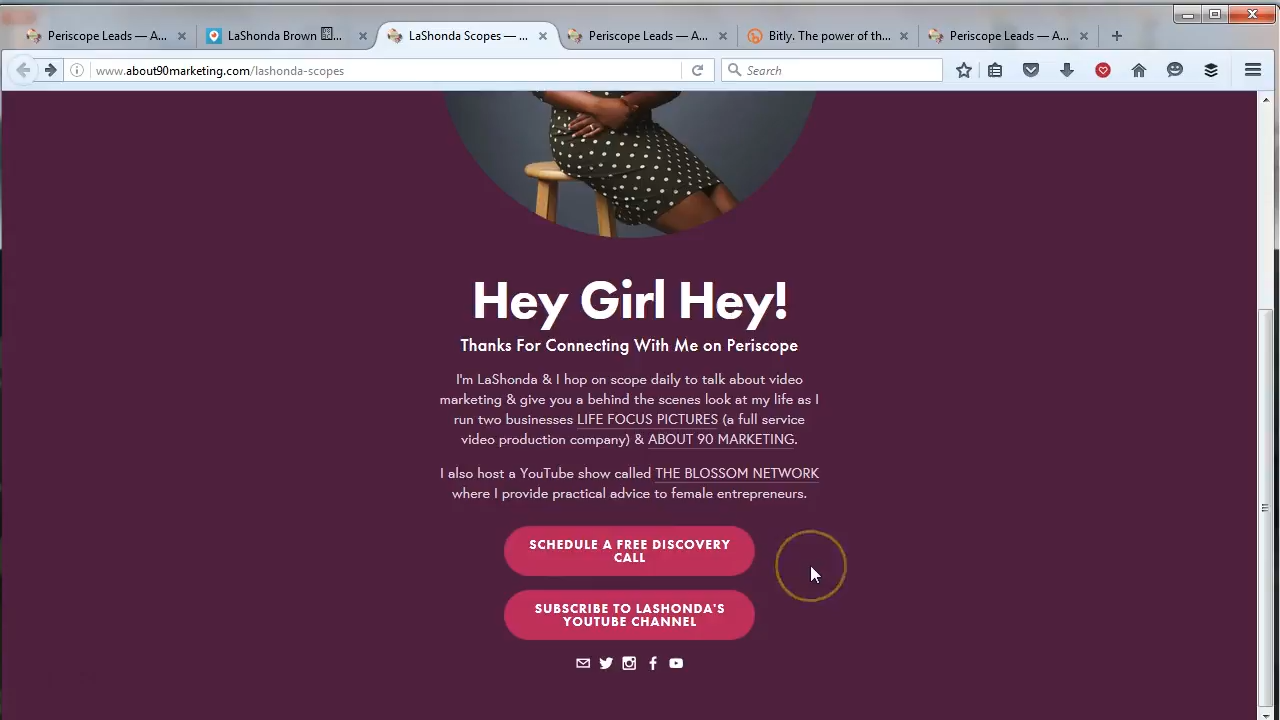 Periscope Leads — A...
LaShonda Brown
LaShonda Scopes — ...
Periscope Leads — A...
Bitly. The power of th...
Periscope Leads — A...
www.about90marketing.com/lashonda-scopes
Search
Hey Girl Hey!
Thanks For Connecting With Me on Periscope
I'm LaShonda & I hop on scope daily to talk about video
marketing & give you a behind the scenes look at my life as I
run two businesses LIFE FOCUS PICTURES (a full service
video production company) & ABOUT 90 MARKETING.
I also host a YouTube show called THE BLOSSOM NETWORK
where I provide practical advice to female entrepreneurs.
SCHEDULE A FREE DISCOVERY
CALL
SUBSCRIBE TO LASHONDA'S
YOUTUBE CHANNEL